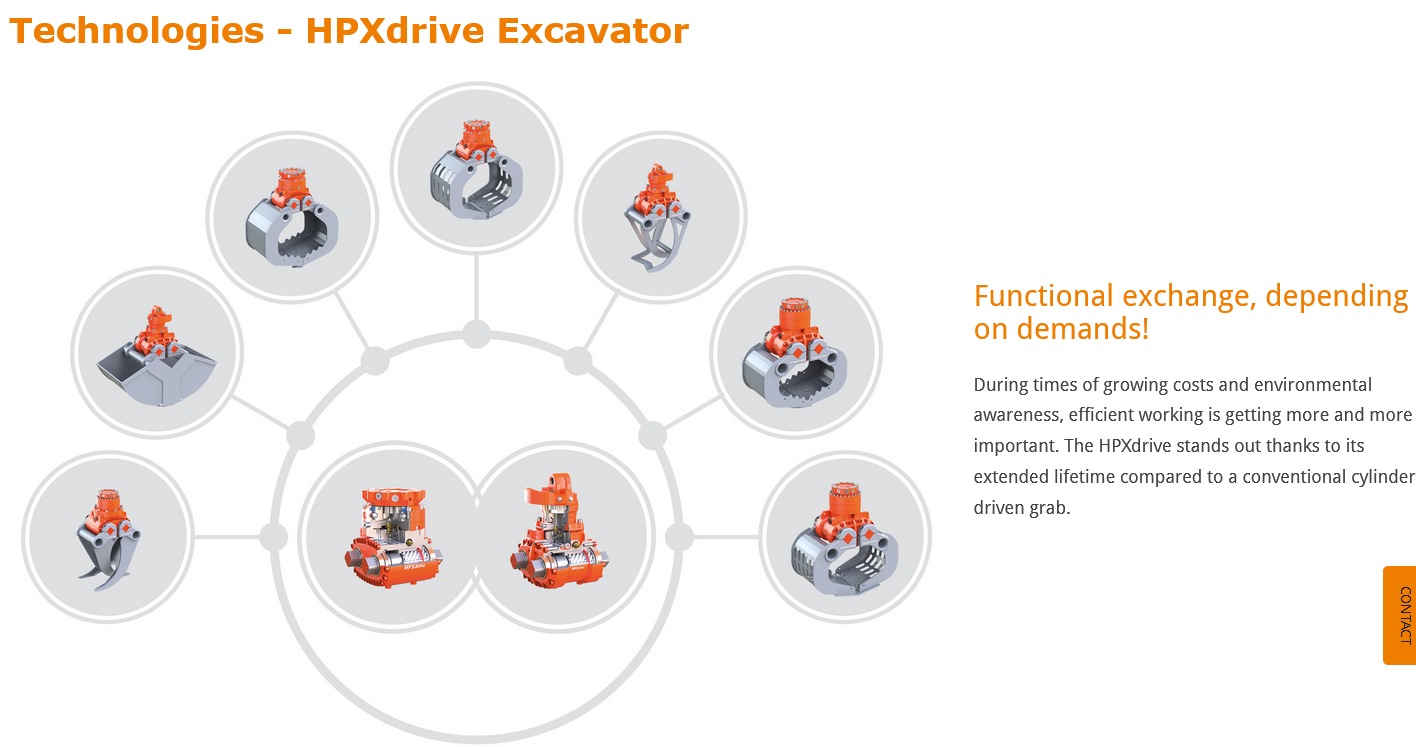 Technologies - HPXdrive Excavator
Functional exchange, depending
on demands!
During times of growing costs and environmental
awareness, efficient working is getting more and more
important. The HPXdrive stands out thanks to its
extended lifetime compared to a conventional cylinder
driven grab.
HPXdrive
CONTACT